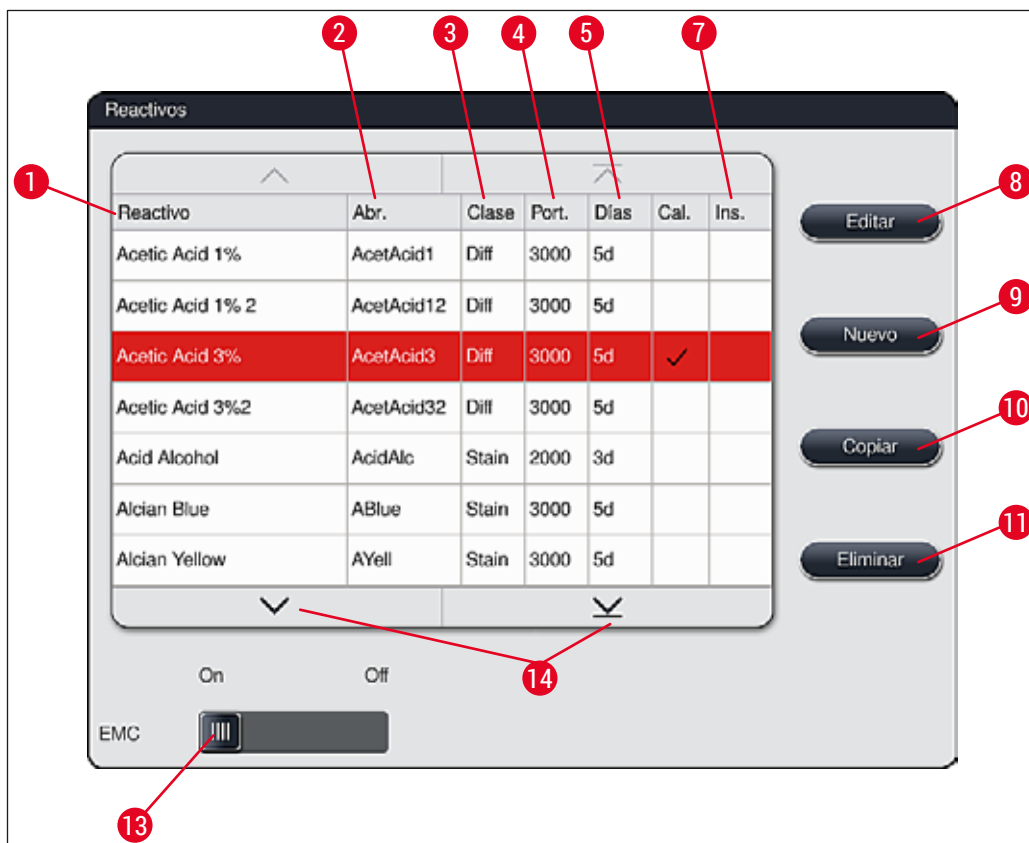 2 3 4 5 7
Reactivos
1
8
Reactivo Abr. Clase Port. Días Cal. Ins.
Editar
Acetic Acid 1% AcetAcid1 Diff 3000 5d
Acetic Acid 1% 2 AcetAcid12 Diff 3000 5d
9
Nuevo
Acetic Acid 3% AcetAcid3 Diff 3000 5d ✓
Acetic Acid 3%2 AcetAcid32 Diff 3000 5d
10
Copiar
Acid Alcohol AcidAlc Stain 2000 3d
Alcian Blue ABlue Stain 3000 5d
11
Eliminar
Alcian Yellow AYell Stain 3000 5d
14
On Off
EMC
13